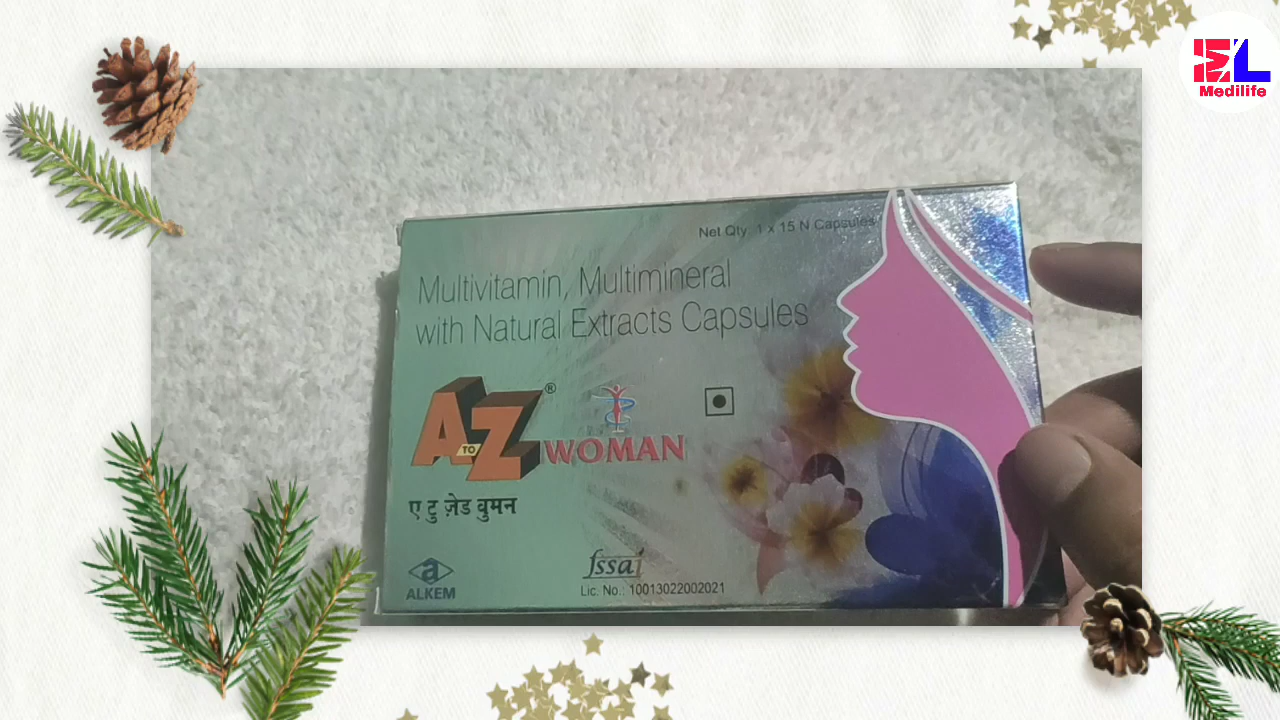 EL
Medilife
Net Qty 1 x 15 N Capsules
Multivitamin, Multimineral
with Natural Extracts Capsules
A TO Z® WOMAN
ए टु ज़ेड वुमन
a
ALKEM
fssai
Lic. No.: 10013022002021